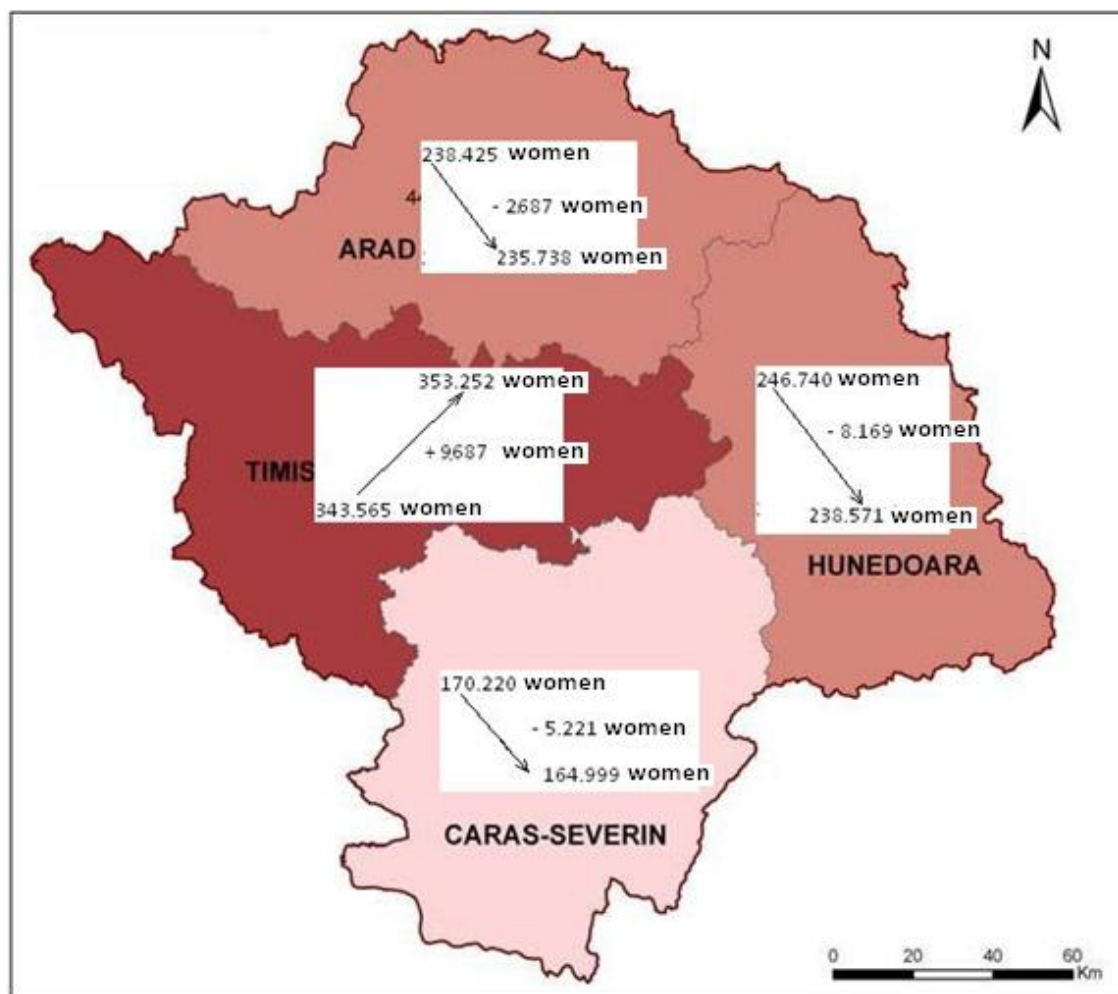 N
238.425 women
- 2687 women
ARAD
235.738 women
353.252 women
+ 9687 women
TIMIS
343.565 women
246.740 women
- 8.169 women
238.571 women
HUNEDOARA
170.220 women
- 5.221 women
164.999 women
CARAS-SEVERIN
0 20 40 60
Km